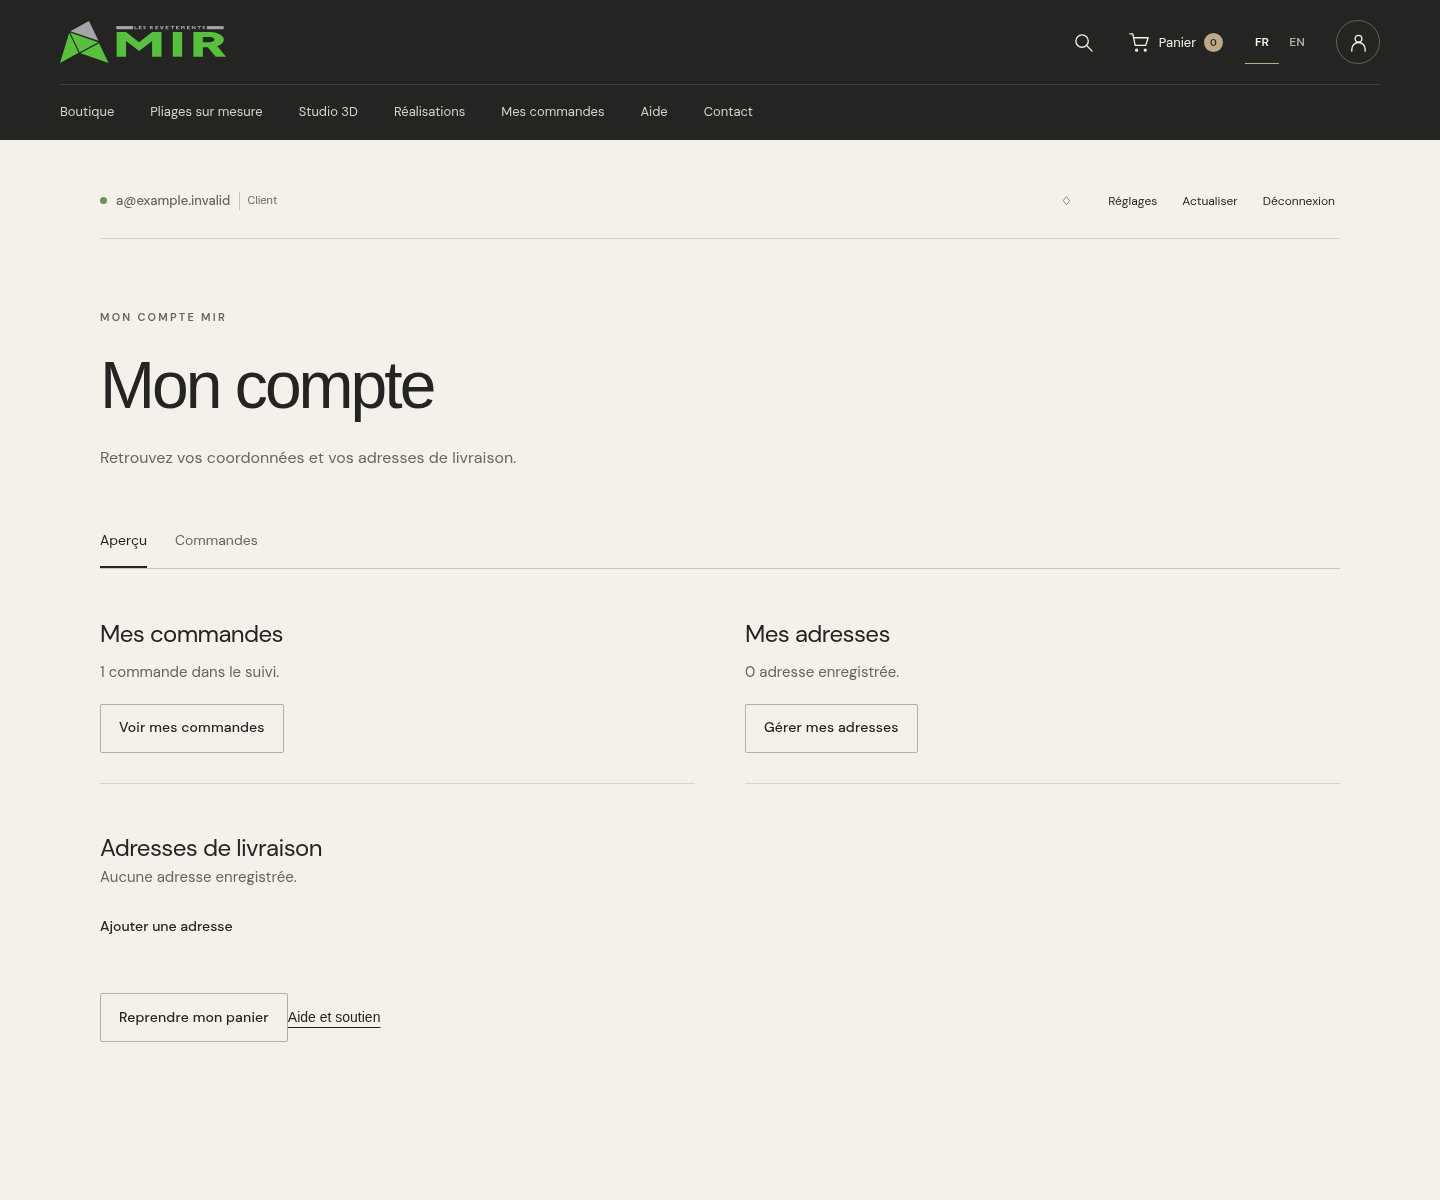 LES REVÊTEMENTS
MIR
Panier 0
FR EN
Boutique Pliages sur mesure Studio 3D Réalisations Mes commandes Aide Contact
a@example.invalid Client
Réglages Actualiser Déconnexion
MON COMPTE MIR
Mon compte
Retrouvez vos coordonnées et vos adresses de livraison.
Aperçu Commandes
Mes commandes
1 commande dans le suivi.
Voir mes commandes
Mes adresses
0 adresse enregistrée.
Gérer mes adresses
Adresses de livraison
Aucune adresse enregistrée.
Ajouter une adresse
Reprendre mon panier Aide et soutien